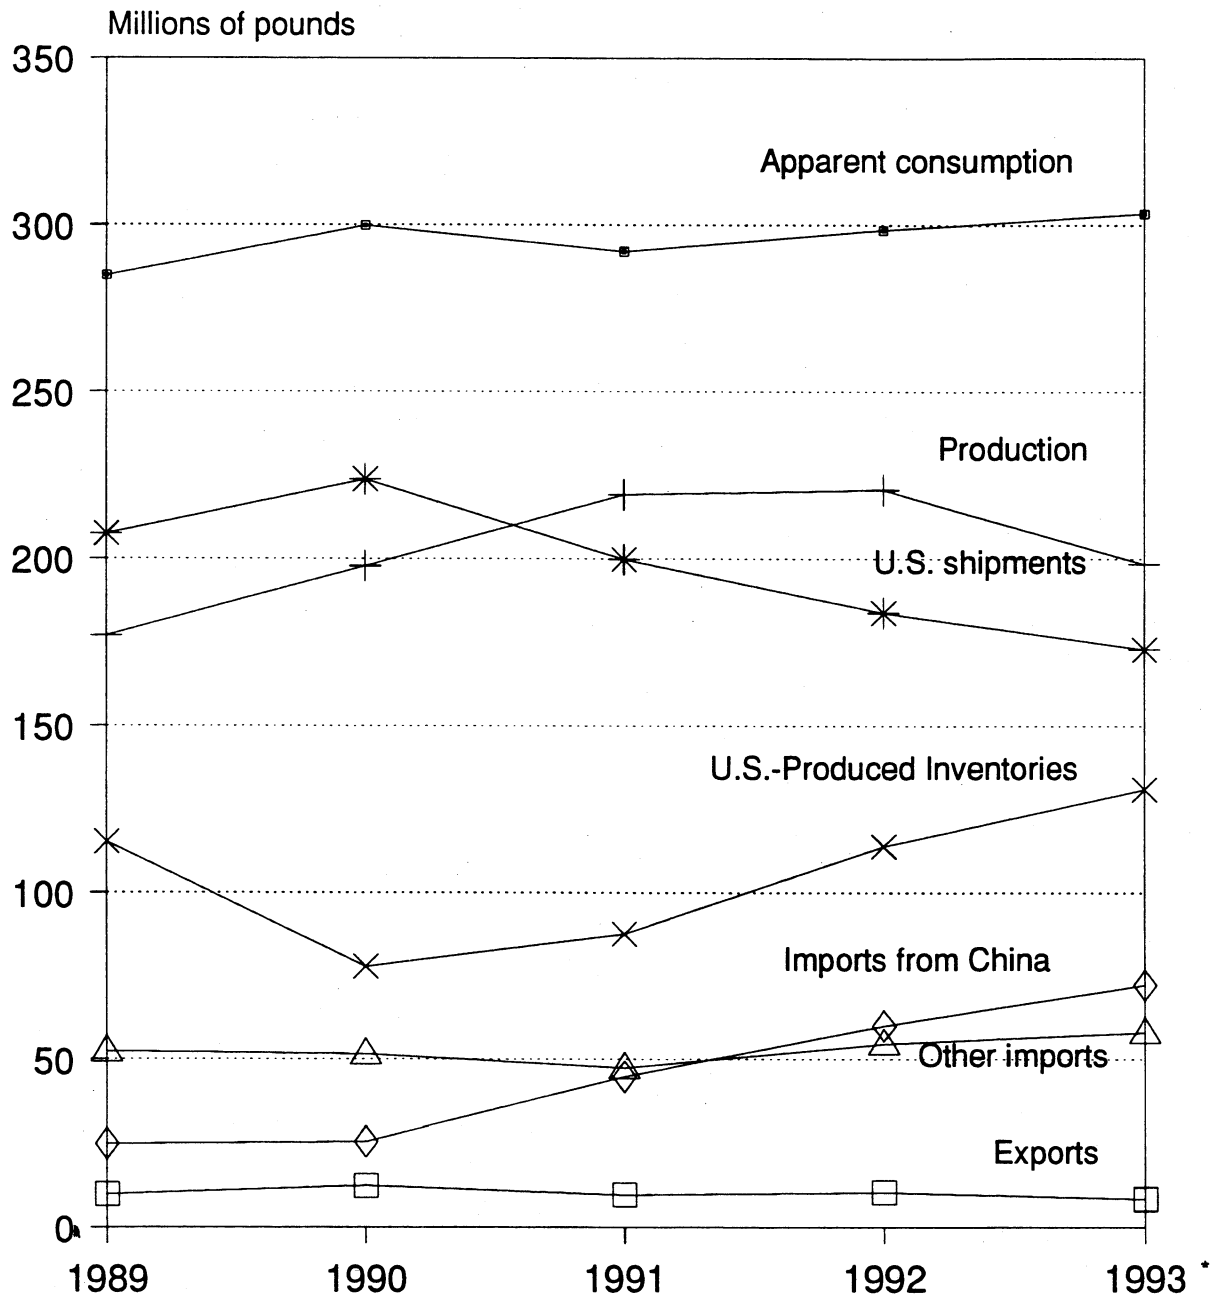 Millions of pounds
350
Apparent consumption
300
250
Production
200
U.S. shipments
150
U.S.-Produced Inventories
100
Imports from China
50
Other imports
Exports
0
1989 1990 1991 1992 1993 *